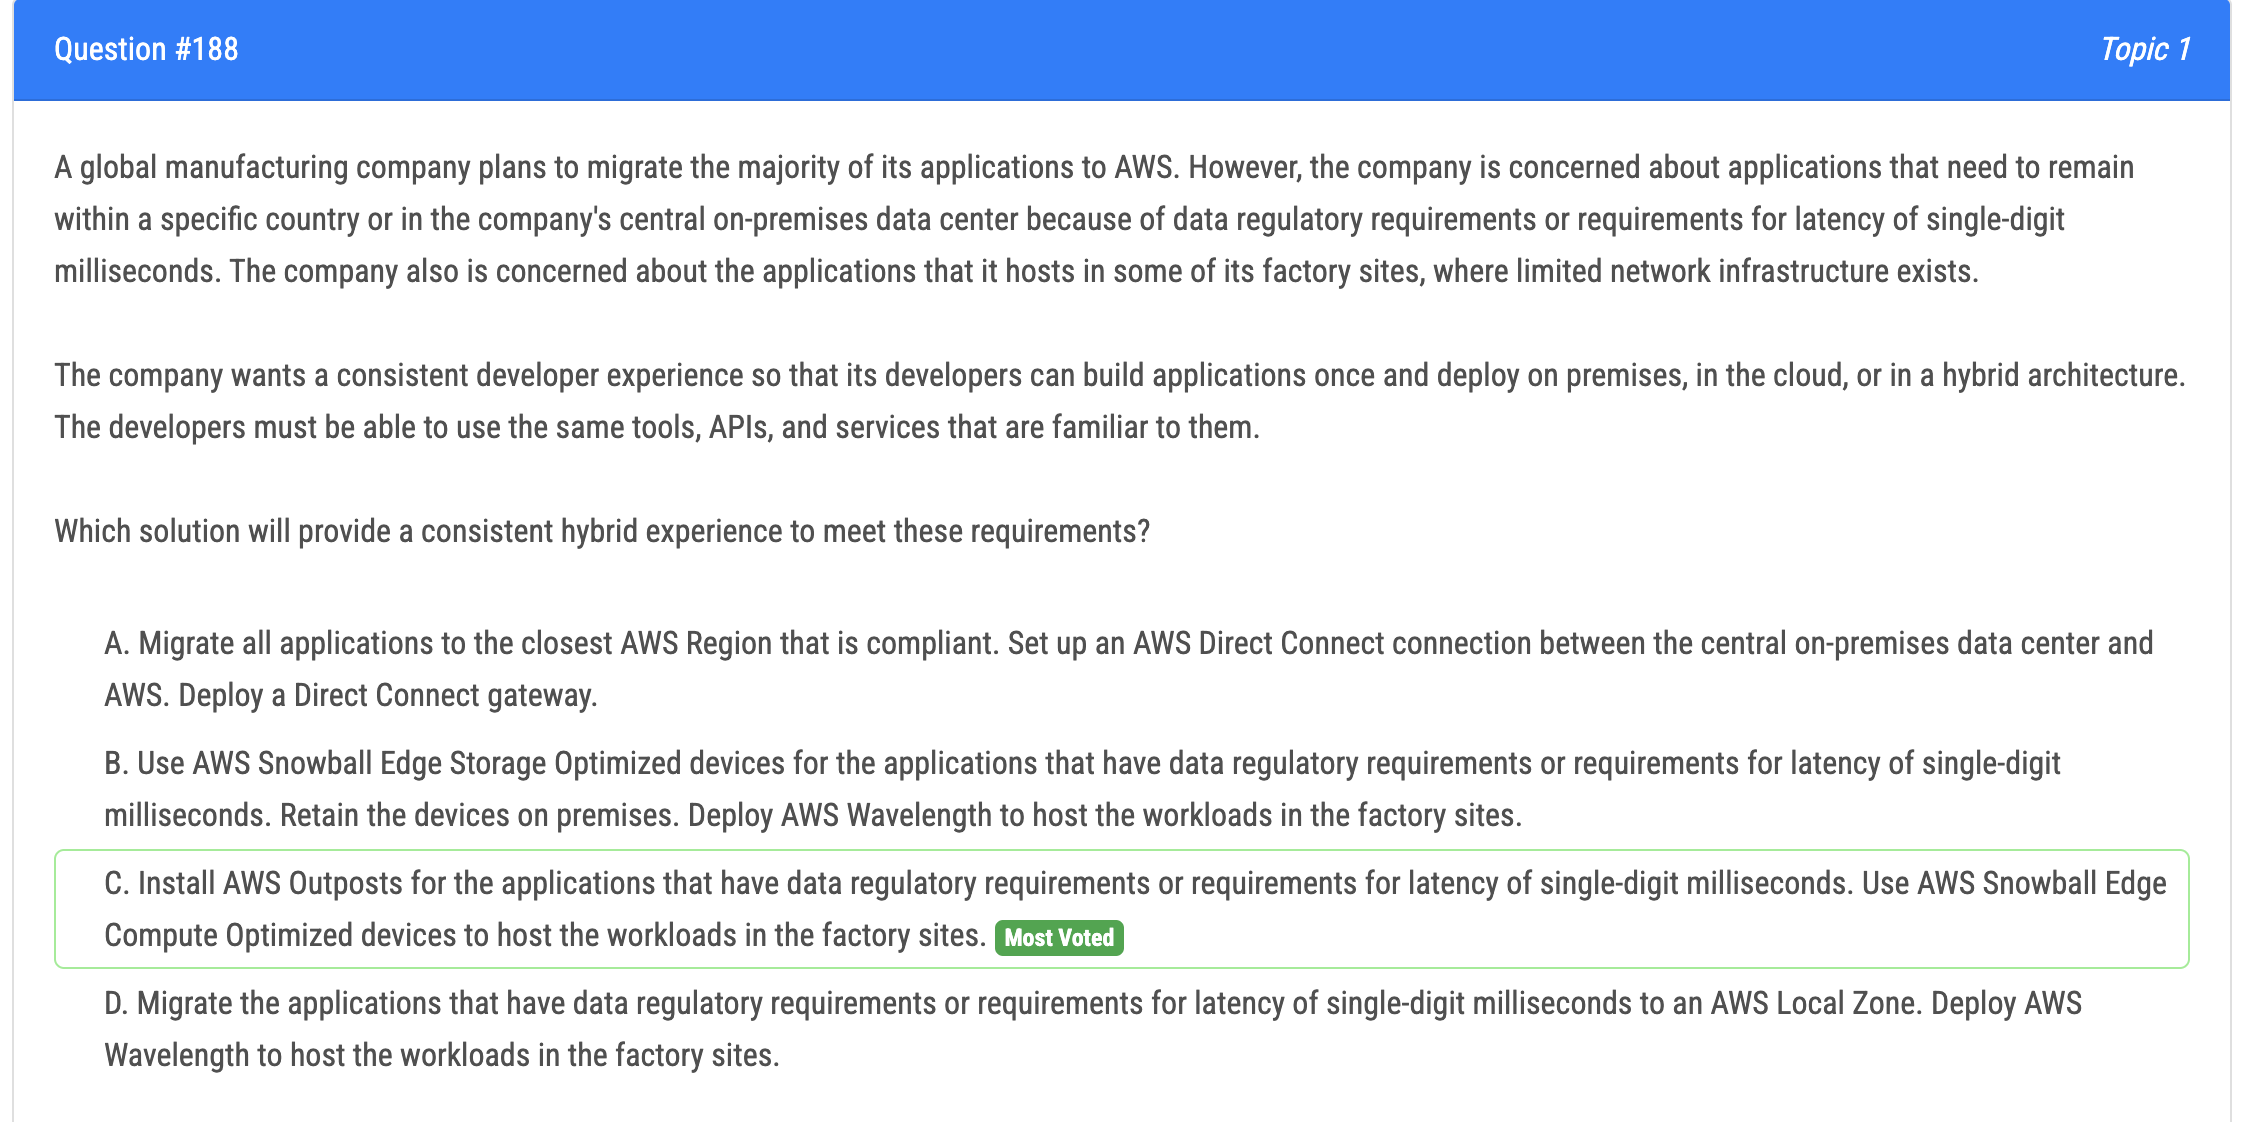 Question #188
Topic 1
A global manufacturing company plans to migrate the majority of its applications to AWS. However, the company is concerned about applications that need to remain
within a specific country or in the company's central on-premises data center because of data regulatory requirements or requirements for latency of single-digit
milliseconds. The company also is concerned about the applications that it hosts in some of its factory sites, where limited network infrastructure exists.
The company wants a consistent developer experience so that its developers can build applications once and deploy on premises, in the cloud, or in a hybrid architecture.
The developers must be able to use the same tools, APIs, and services that are familiar to them.
Which solution will provide a consistent hybrid experience to meet these requirements?
A. Migrate all applications to the closest AWS Region that is compliant. Set up an AWS Direct Connect connection between the central on-premises data center and
AWS. Deploy a Direct Connect gateway.
B. Use AWS Snowball Edge Storage Optimized devices for the applications that have data regulatory requirements or requirements for latency of single-digit
milliseconds. Retain the devices on premises. Deploy AWS Wavelength to host the workloads in the factory sites.
C. Install AWS Outposts for the applications that have data regulatory requirements or requirements for latency of single-digit milliseconds. Use AWS Snowball Edge
Compute Optimized devices to host the workloads in the factory sites. Most Voted
D. Migrate the applications that have data regulatory requirements or requirements for latency of single-digit milliseconds to an AWS Local Zone. Deploy AWS
Wavelength to host the workloads in the factory sites.